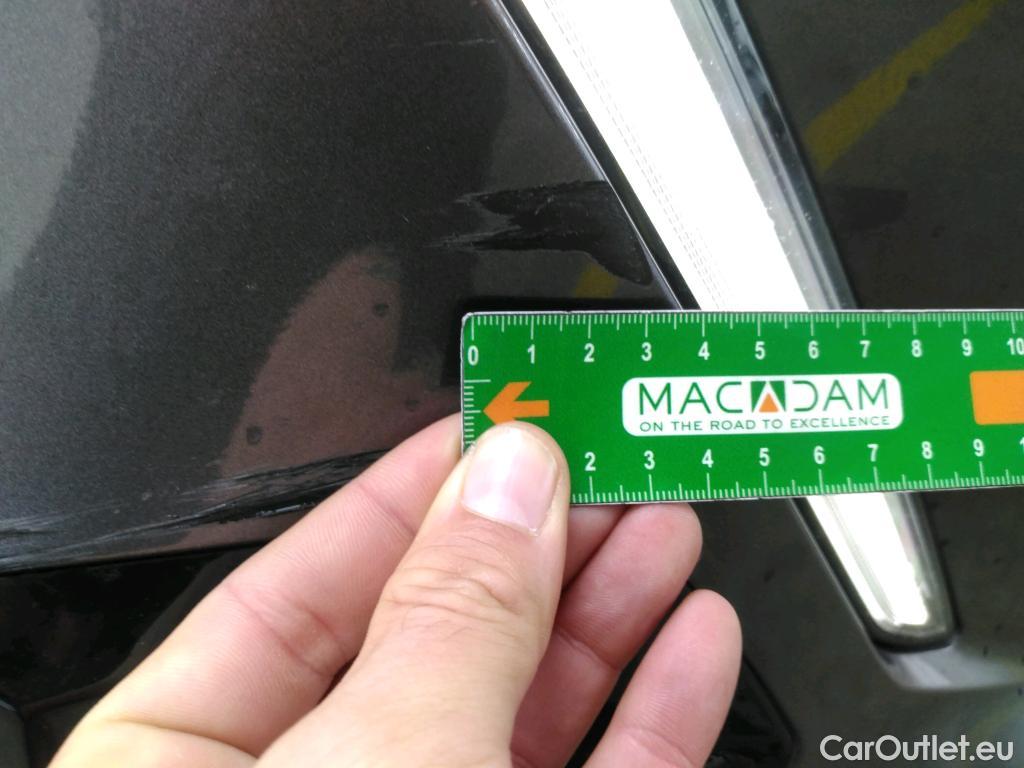 0 1 2 3 4 5 6 7 8 9 10
MACADAM
ON THE ROAD TO EXCELLENCE
2 3 4 5 6 7 8 9
CarOutlet.eu